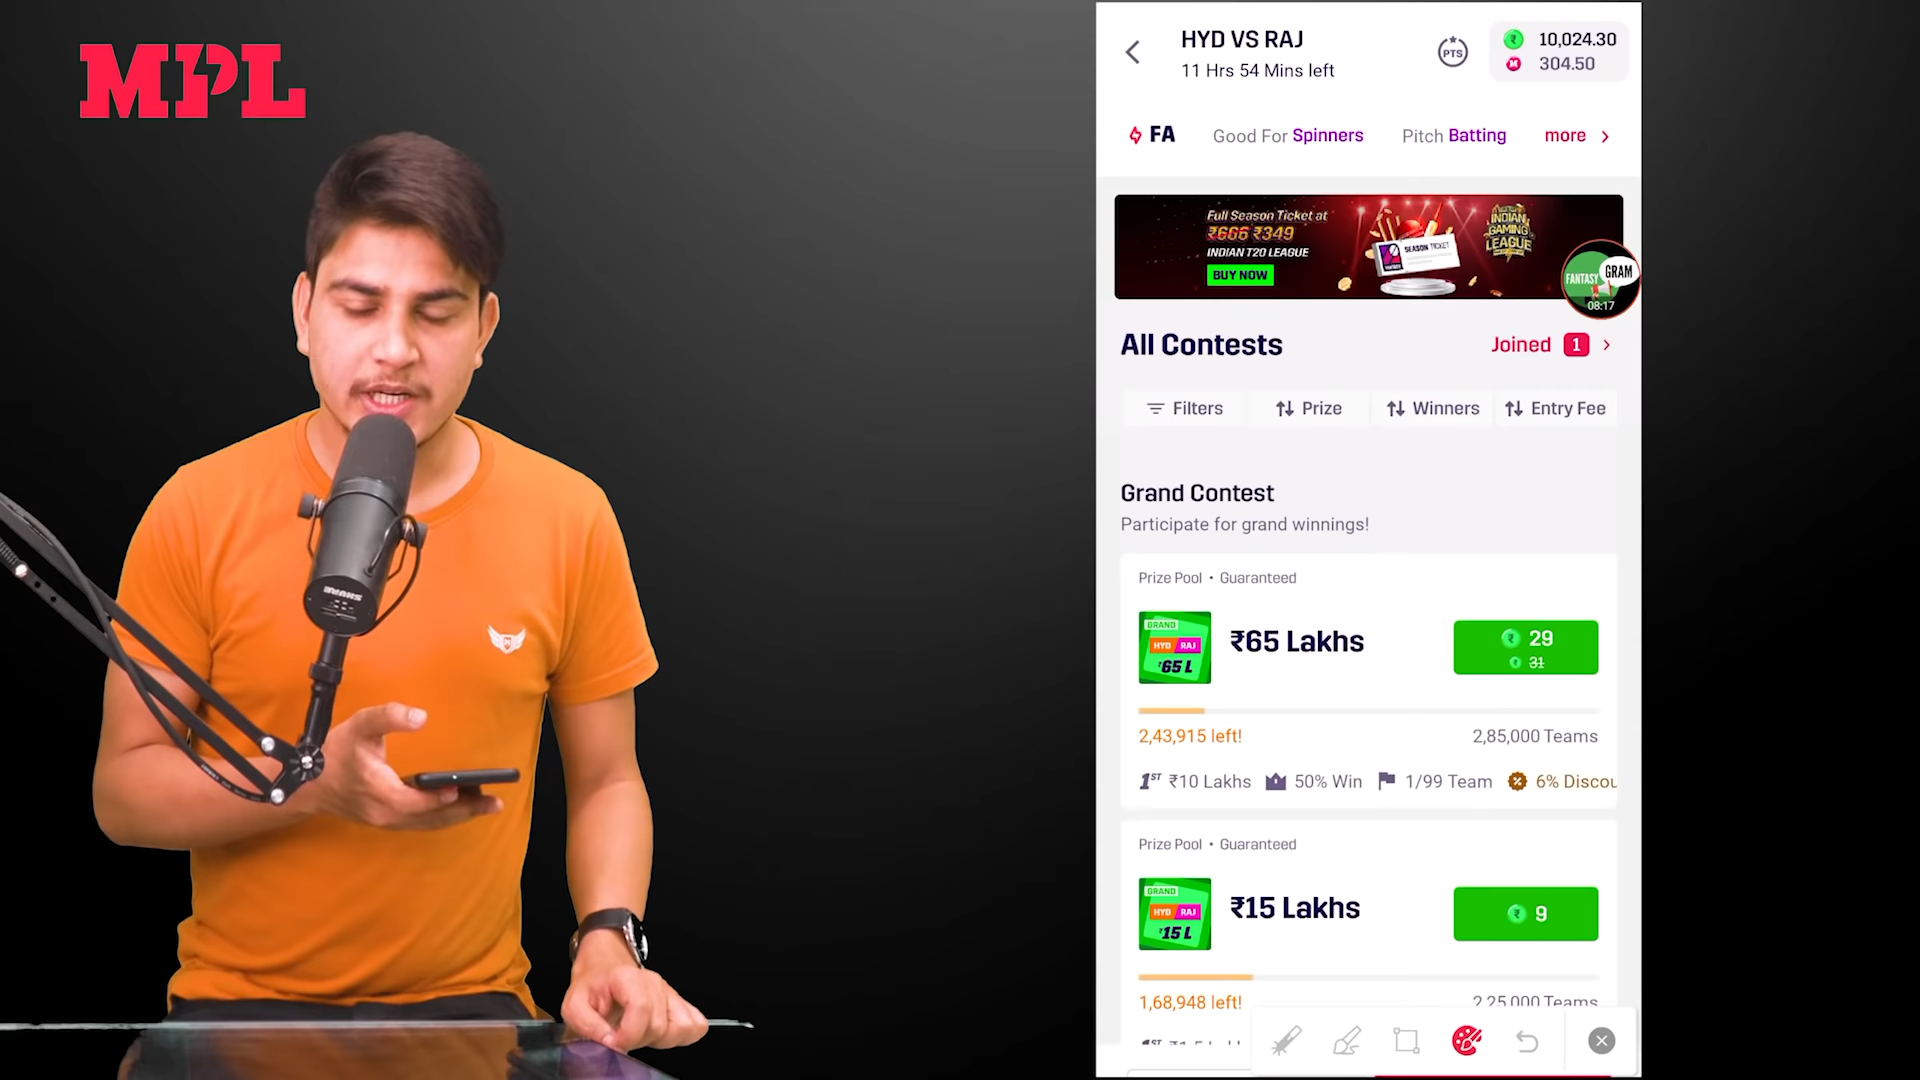 MPL
HYD VS RAJ
11 Hrs 54 Mins left
PTS
10,024.30
304.50
FA
Good For Spinners
Pitch Batting
more
Full Season Ticket at
₹666 ₹349
INDIAN T20 LEAGUE
BUY NOW
SEASON TICKET
INDIAN
GAMING
LEAGUE
FANTASY GRAM
08:17
All Contests
Joined 1
Filters
Prize
Winners
Entry Fee
Grand Contest
Participate for grand winnings!
Prize Pool • Guaranteed
GRAND
HYD RAJ
₹65 L
₹65 Lakhs
29
31
2,43,915 left!
2,85,000 Teams
1ST ₹10 Lakhs
50% Win
1/99 Team
6% Discou
Prize Pool • Guaranteed
GRAND
HYD RAJ
₹15 L
₹15 Lakhs
9
1,68,948 left!
2,25,000 Teams
SHURE